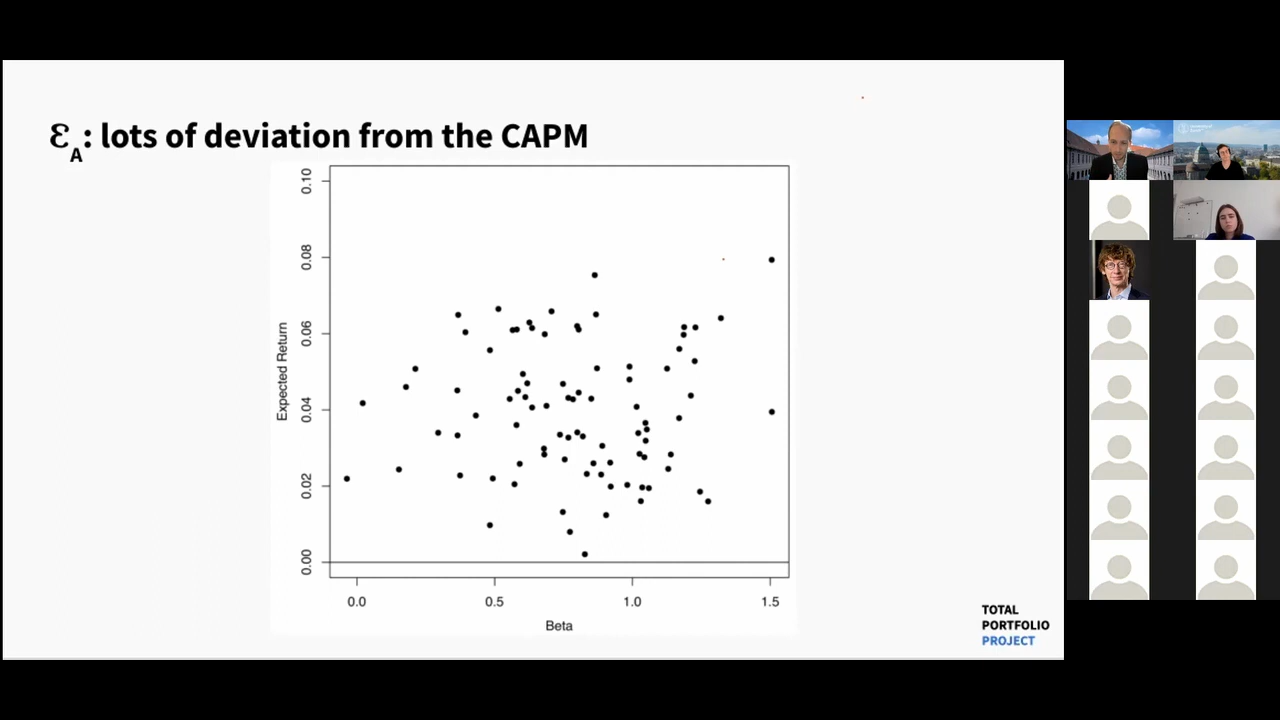 εA: lots of deviation from the CAPM
0.10
0.08
0.06
0.04
0.02
0.00
Expected Return
0.0 0.5 1.0 1.5
Beta
TOTAL
PORTFOLIO
PROJECT